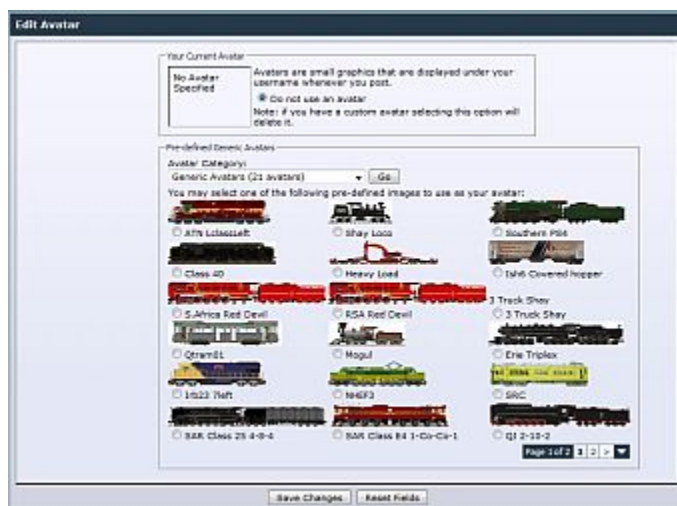 Edit Avatar
Your Current Avatar
No Avatar Specified
Avatars are small graphics that are displayed under your
username whenever you post.
Do not use an avatar
Note: if you have a custom avatar selecting this option will
delete it.
Pre-defined Generic Avatars
Avatar Category:
Generic Avatars (21 avatars) Go
You may select one of the following pre-defined images to use as your avatar:
ATN LclassLeft Shay Loco Southern PS4
Class 40 Heavy Load Ish6 Covered hopper
3 Truck Shay
S.Africa Red Devil RSA Red Devil 3 Truck Shay
Qtram01 Mogul Erie Triplex
7left NHEF3 SRC
SAR Class 25 4-8-4 SAR Class E4 1-Co-Co-1 QJ 2-10-2
Page 1 of 2 1 2 >
Save Changes Reset Fields